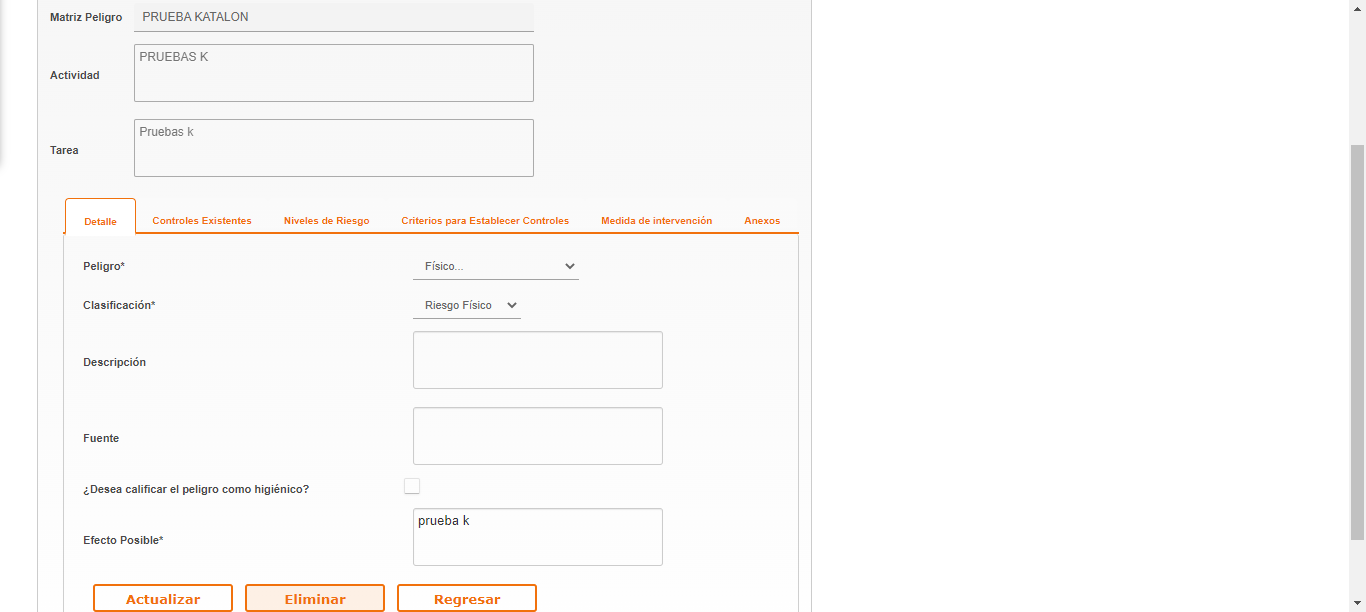 Matriz Peligro PRUEBA KATALON
Actividad PRUEBAS K
Tarea Pruebas k
Detalle Controles Existentes Niveles de Riesgo Criterios para Establecer Controles Medida de intervención Anexos
Peligro* Físico...
Clasificación* Riesgo Físico
Descripción
Fuente
¿Desea calificar el peligro como higiénico?
Efecto Posible* prueba k
Actualizar Eliminar Regresar